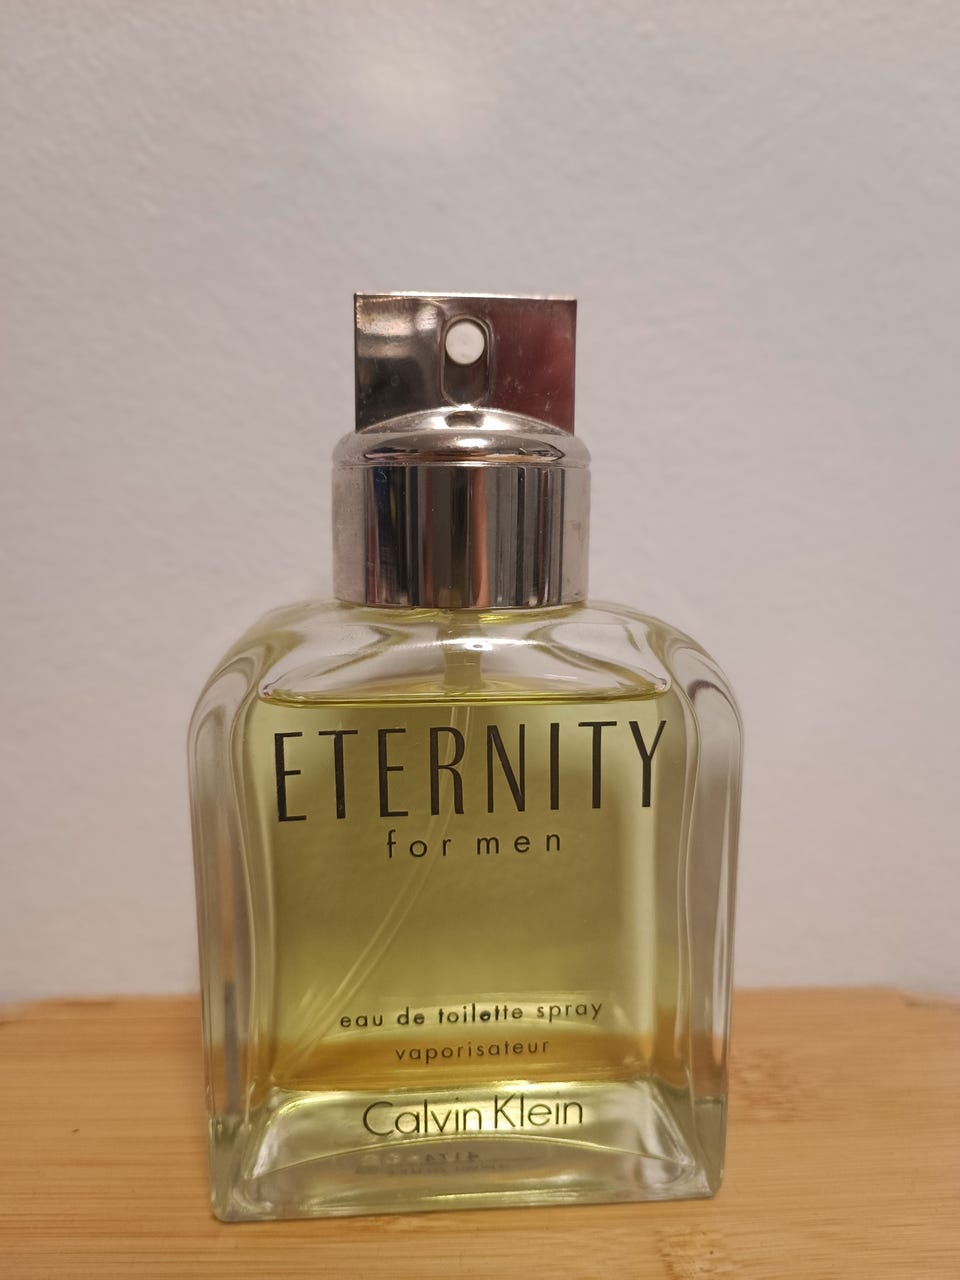 ETERNITY
for men
eau de toilette spray
vaporisateur
Calvin Klein